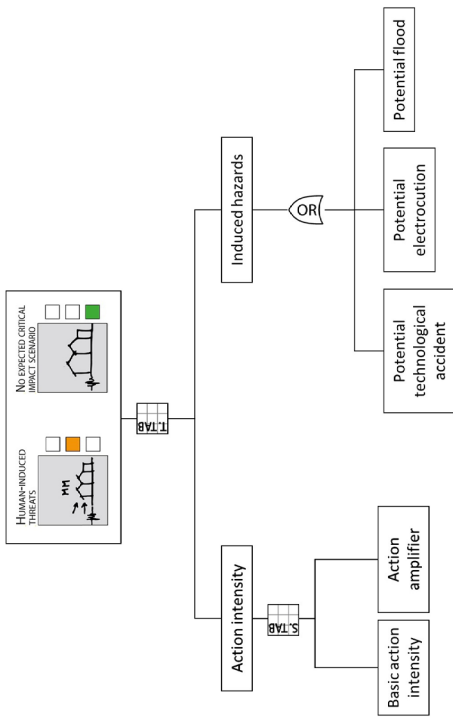 HUMAN-INDUCED
THREATS
NO EXPECTED CRITICAL
IMPACT SCENARIO
T. TAB
Action intensity
Induced hazards
S. TAB
OR
Basic action
intensity
Action
amplifier
Potential
technological
accident
Potential
electrocution
Potential flood